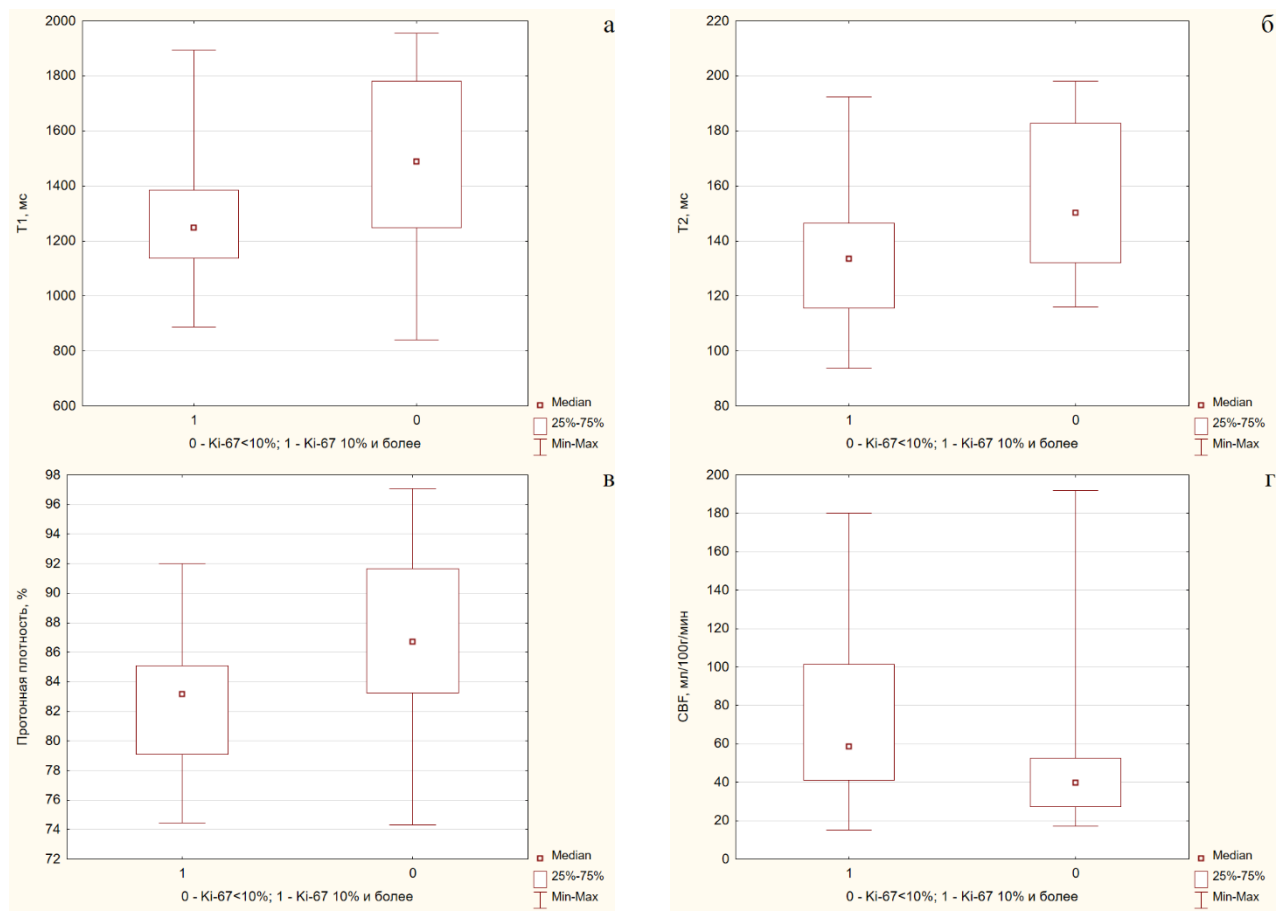 а
T1, мс
2000
1800
1600
1400
1200
1000
800
600
1
0
0 - Ki-67<10%; 1 - Ki-67 10% и более
Median
25%-75%
Min-Max
б
T2, мс
220
200
180
160
140
120
100
80
1
0
0 - Ki-67<10%; 1 - Ki-67 10% и более
Median
25%-75%
Min-Max
в
Протонная плотность, %
98
96
94
92
90
88
86
84
82
80
78
76
74
72
1
0
0 - Ki-67<10%; 1 - Ki-67 10% и более
Median
25%-75%
Min-Max
г
CBF, мл/100г/мин
200
180
160
140
120
100
80
60
40
20
0
1
0
0 - Ki-67<10%; 1 - Ki-67 10% и более
Median
25%-75%
Min-Max